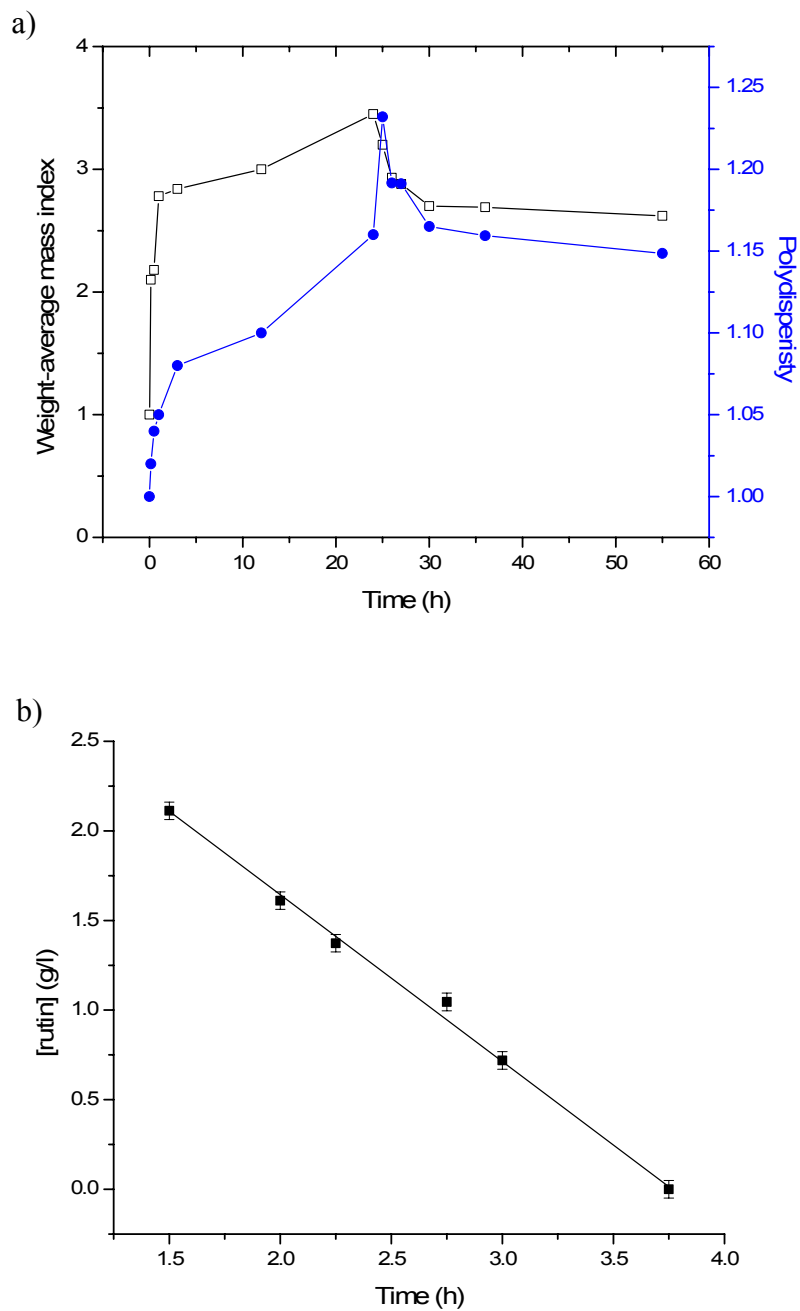 a)
4
3
2
1
0
Weight-average mass index
1.25
1.20
1.15
1.10
1.05
1.00
Polydisperisty
0 10 20 30 40 50 60
Time (h)
b)
2.5
2.0
1.5
1.0
0.5
0.0
[rutin] (g/l)
1.5 2.0 2.5 3.0 3.5 4.0
Time (h)